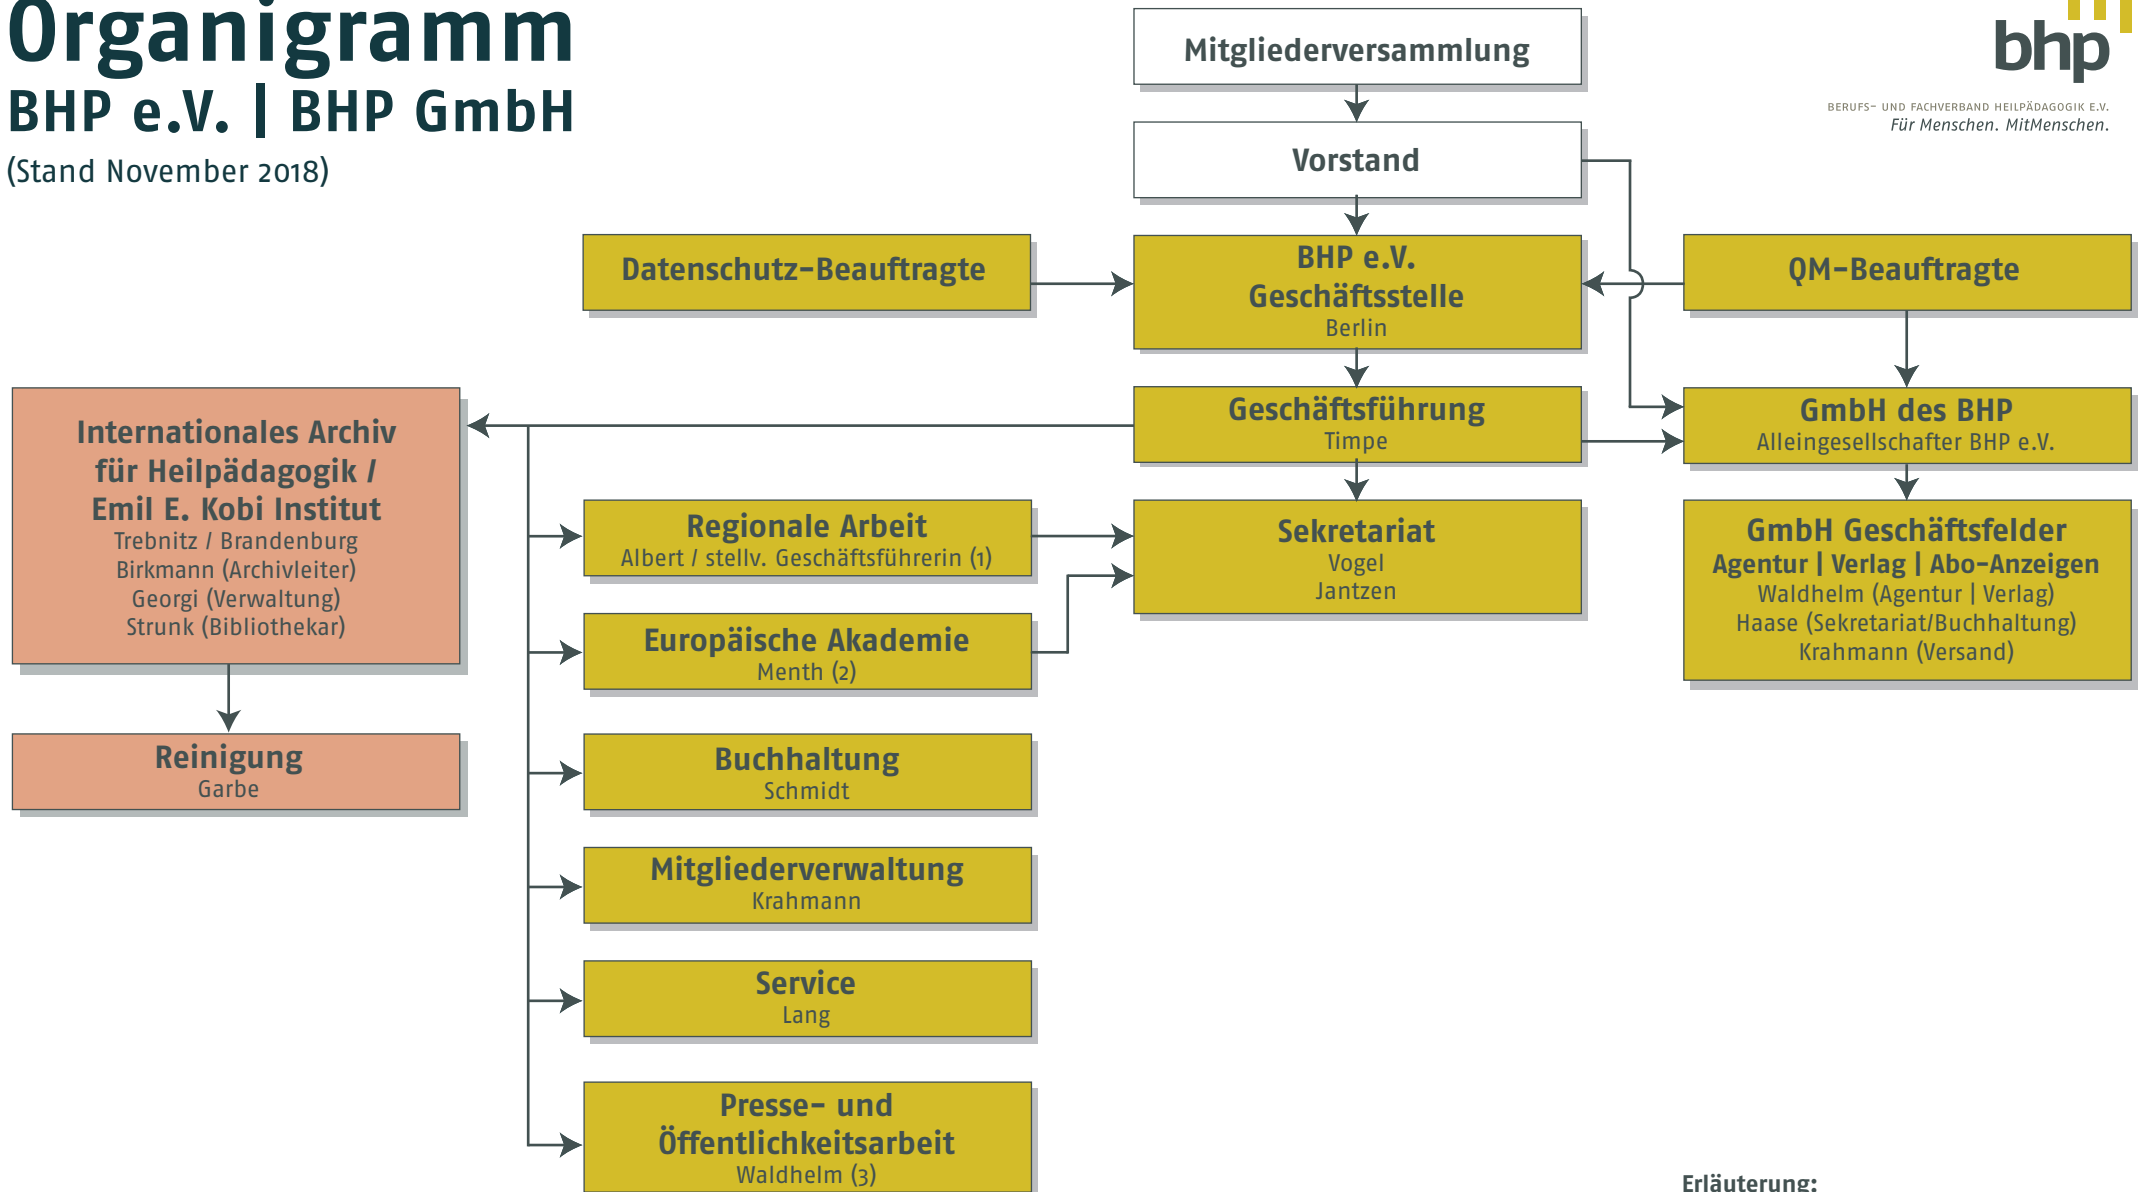 Organigramm
BHP e.V. | BHP GmbH
(Stand November 2018)
bhp
BERUFS- UND FACHVERBAND HEILPÄDAGOGIK E.V.
Für Menschen. MitMenschen.
Mitgliederversammlung
Vorstand
Datenschutz-Beauftragte
BHP e.V.
Geschäftsstelle
Berlin
QM-Beauftragte
Internationales Archiv
für Heilpädagogik /
Emil E. Kobi Institut
Trebnitz / Brandenburg
Birkmann (Archivleiter)
Georgi (Verwaltung)
Strunk (Bibliothekar)
Geschäftsführung
Timpe
GmbH des BHP
Alleingesellschafter BHP e.V.
Regionale Arbeit
Albert / stellv. Geschäftsführerin (1)
Sekretariat
Vogel
Jantzen
GmbH Geschäftsfelder
Agentur | Verlag | Abo-Anzeigen
Waldhelm (Agentur | Verlag)
Haase (Sekretariat/Buchhaltung)
Krahmann (Versand)
Europäische Akademie
Menth (2)
Reinigung
Garbe
Buchhaltung
Schmidt
Mitgliederverwaltung
Krahmann
Service
Lang
Presse- und
Öffentlichkeitsarbeit
Waldhelm (3)
Erläuterung: